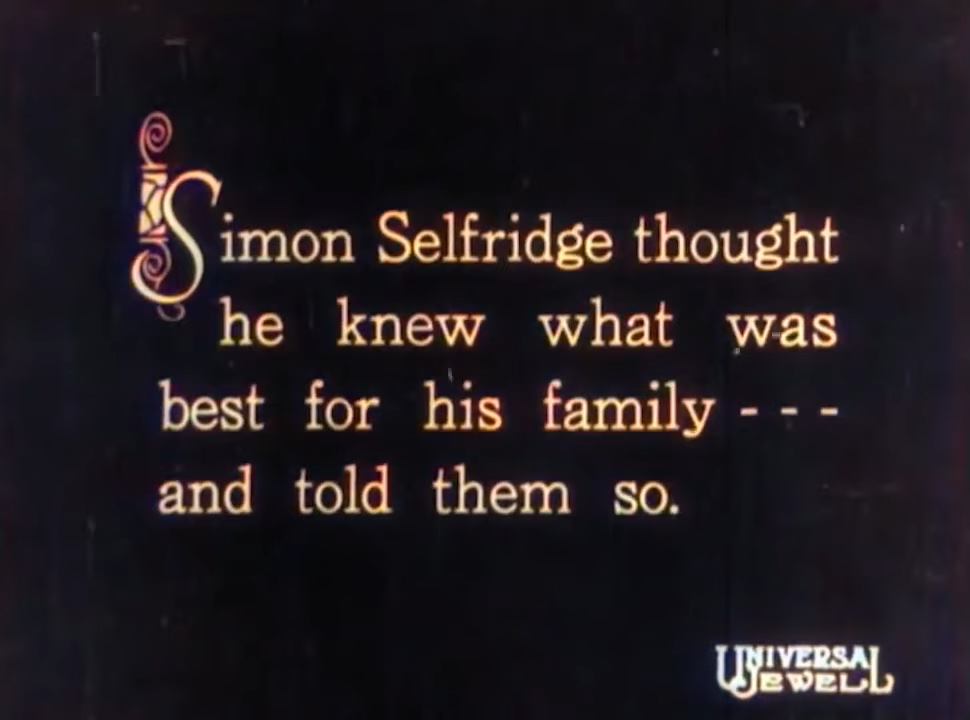 Simon Selfridge thought
he knew what was
best for his family - - -
and told them so.
UNIVERSAL
JEWEL